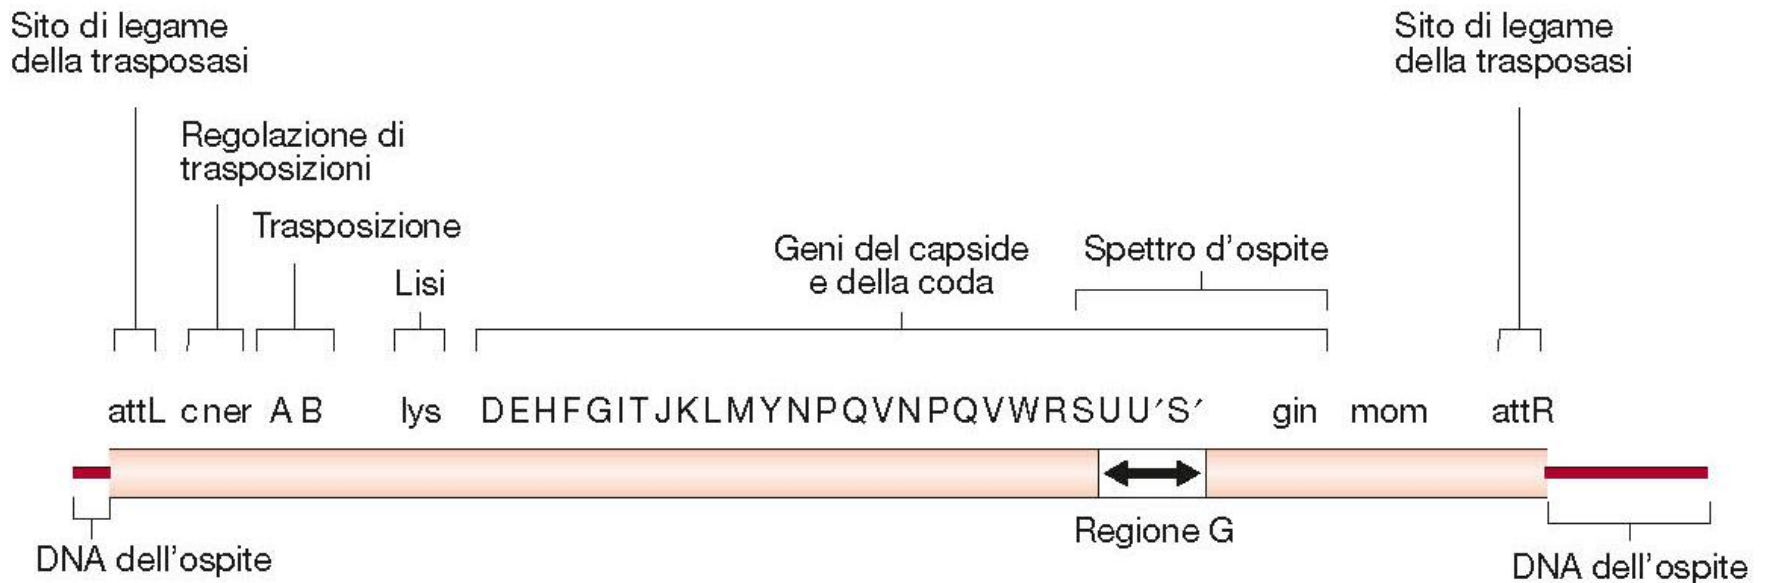 Sito di legame
della trasposasi
Sito di legame
della trasposasi
Regolazione di
trasposizioni
Trasposizione
Lisi
Geni del capside
e della coda
Spettro d'ospite
attL cner A B lys DEHFGITJKLMYNPQVNPQVWRSUU′S′ gin mom attR
Regione G
DNA dell'ospite
DNA dell'ospite